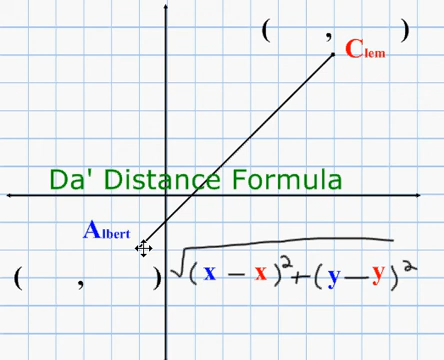 ( , )
Clem
Da' Distance Formula
Albert
( , )
√(x – x)²+(y—y)²